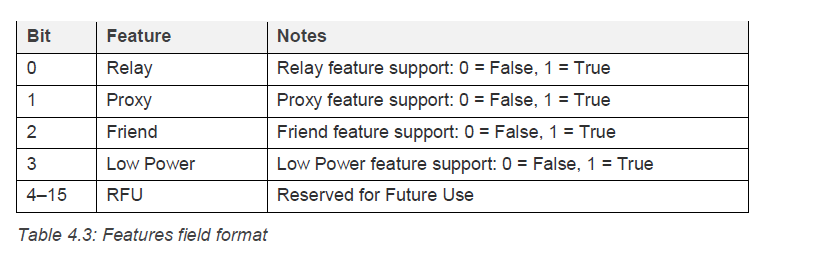 Bit Feature Notes
0 Relay Relay feature support: 0 = False, 1 = True
1 Proxy Proxy feature support: 0 = False, 1 = True
2 Friend Friend feature support: 0 = False, 1 = True
3 Low Power Low Power feature support: 0 = False, 1 = True
4–15 RFU Reserved for Future Use
Table 4.3: Features field format